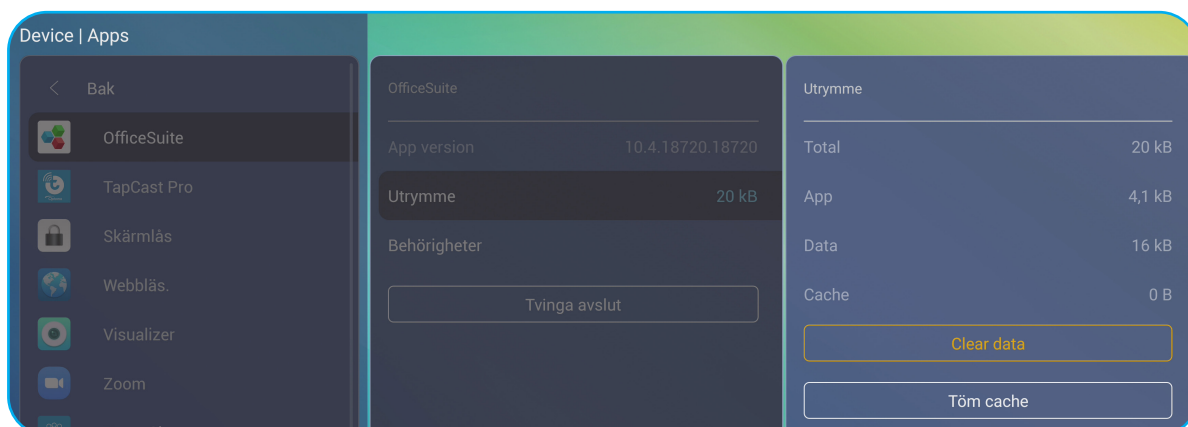 Device | Apps
Bak
OfficeSuite
TapCast Pro
Skärmlås
Webbläs.
Visualizer
Zoom
OfficeSuite
App version 10.4.18720.18720
Utrymme 20 kB
Behörigheter
Tvinga avslut
Utrymme
Total 20 kB
App 4,1 kB
Data 16 kB
Cache 0 B
Clear data
Töm cache